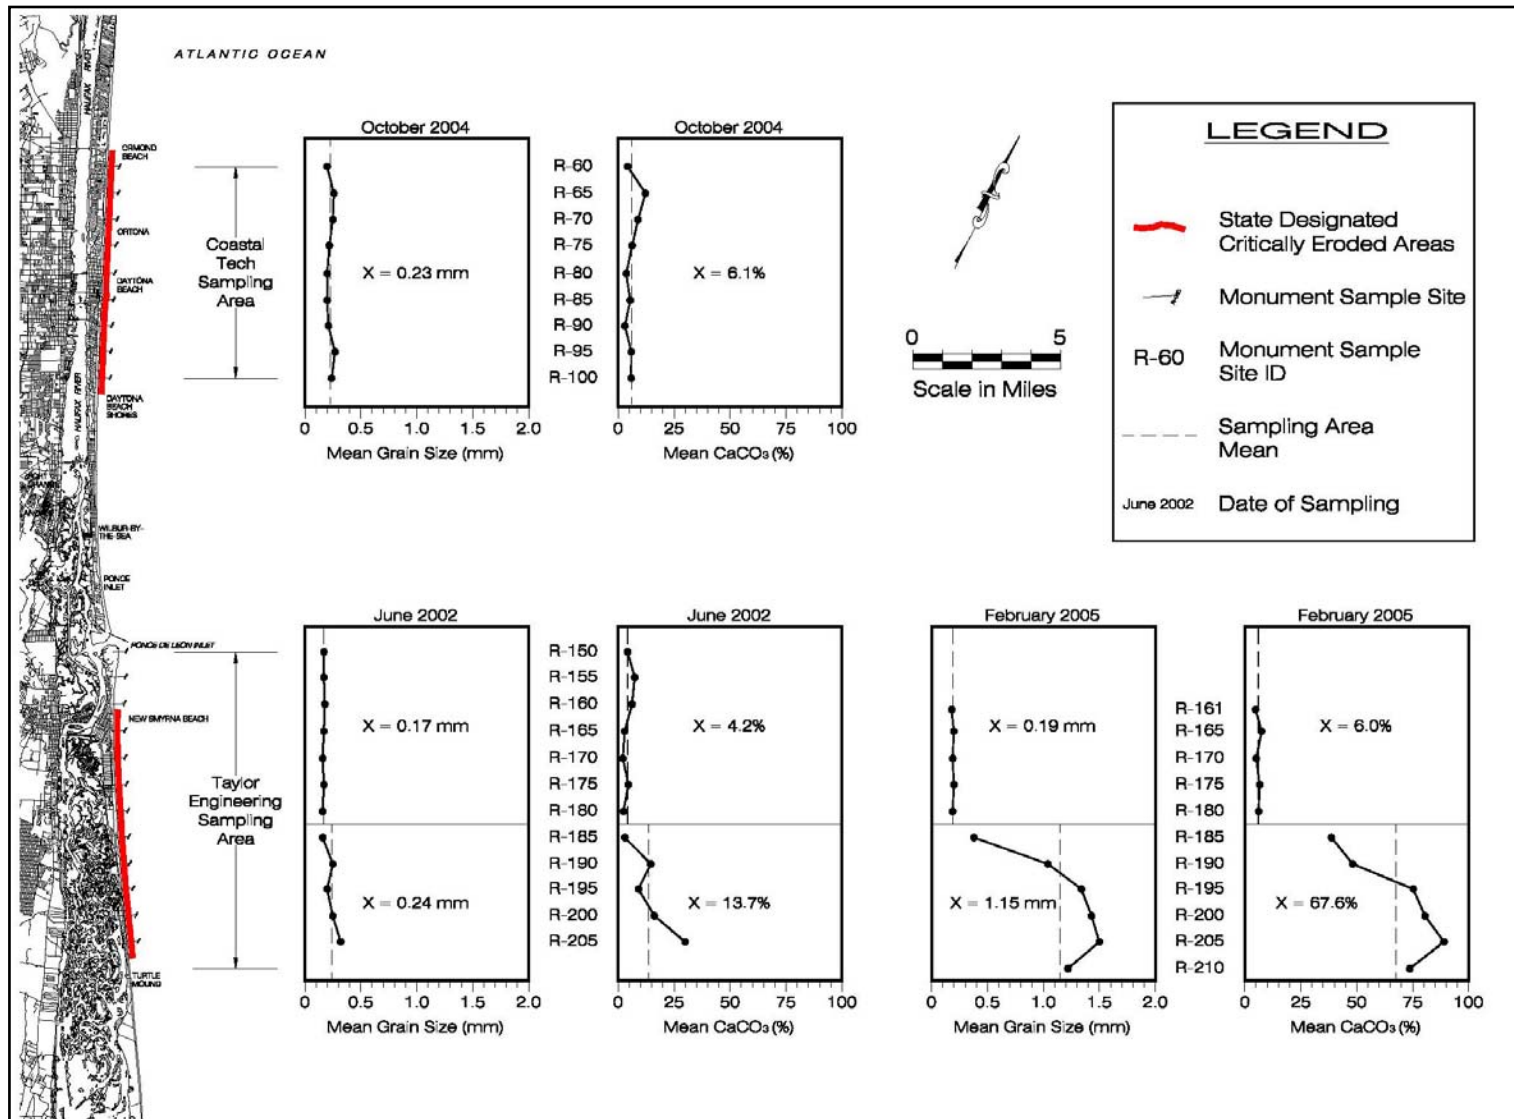 ATLANTIC OCEAN
HALIFAX RIVER
ORMOND
BEACH
ORTONA
DAYTONA
BEACH
HALIFAX RIVER
DAYTONA
BEACH
SHORES
WILBUR-BY-
THE-SEA
PONCE
INLET
PONCE DE LEON INLET
NEW SMYRNA BEACH
TURTLE
MOUND
Coastal
Tech
Sampling
Area
October 2004
X = 0.23 mm
0 0.5 1.0 1.5 2.0
Mean Grain Size (mm)
R-60
R-65
R-70
R-75
R-80
R-85
R-90
R-95
R-100
October 2004
X = 6.1%
0 25 50 75 100
Mean CaCO₃ (%)
0 5
Scale in Miles
LEGEND
State Designated
Critically Eroded Areas
Monument Sample Site
R-60 Monument Sample
Site ID
Sampling Area
Mean
June 2002 Date of Sampling
Taylor
Engineering
Sampling
Area
June 2002
X = 0.17 mm
X = 0.24 mm
0 0.5 1.0 1.5 2.0
Mean Grain Size (mm)
R-150
R-155
R-160
R-165
R-170
R-175
R-180
R-185
R-190
R-195
R-200
R-205
June 2002
X = 4.2%
X = 13.7%
0 25 50 75 100
Mean CaCO₃ (%)
February 2005
X = 0.19 mm
X = 1.15 mm
0 0.5 1.0 1.5 2.0
Mean Grain Size (mm)
R-161
R-165
R-170
R-175
R-180
R-185
R-190
R-195
R-200
R-205
R-210
February 2005
X = 6.0%
X = 67.6%
0 25 50 75 100
Mean CaCO₃ (%)